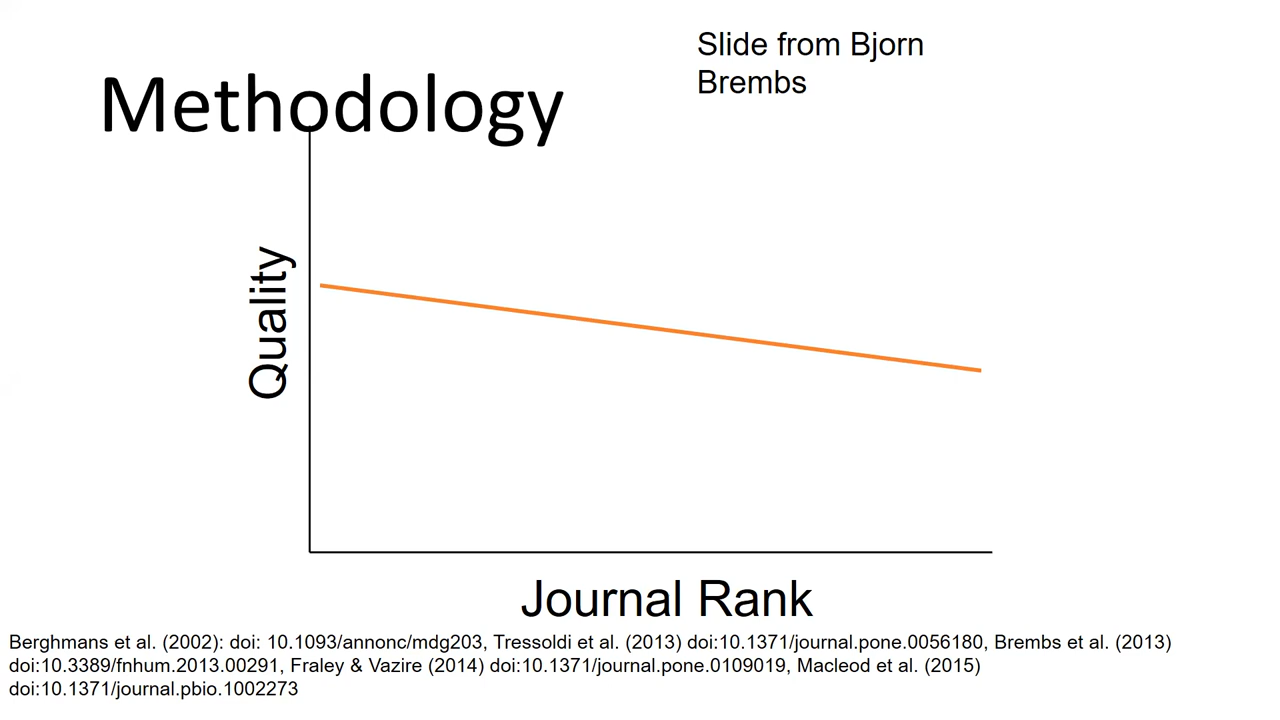 Slide from Bjorn
Brembs
Methodology
Quality
Journal Rank
Berghmans et al. (2002): doi: 10.1093/annonc/mdg203, Tressoldi et al. (2013) doi:10.1371/journal.pone.0056180, Brembs et al. (2013)
doi:10.3389/fnhum.2013.00291, Fraley & Vazire (2014) doi:10.1371/journal.pone.0109019, Macleod et al. (2015)
doi:10.1371/journal.pbio.1002273